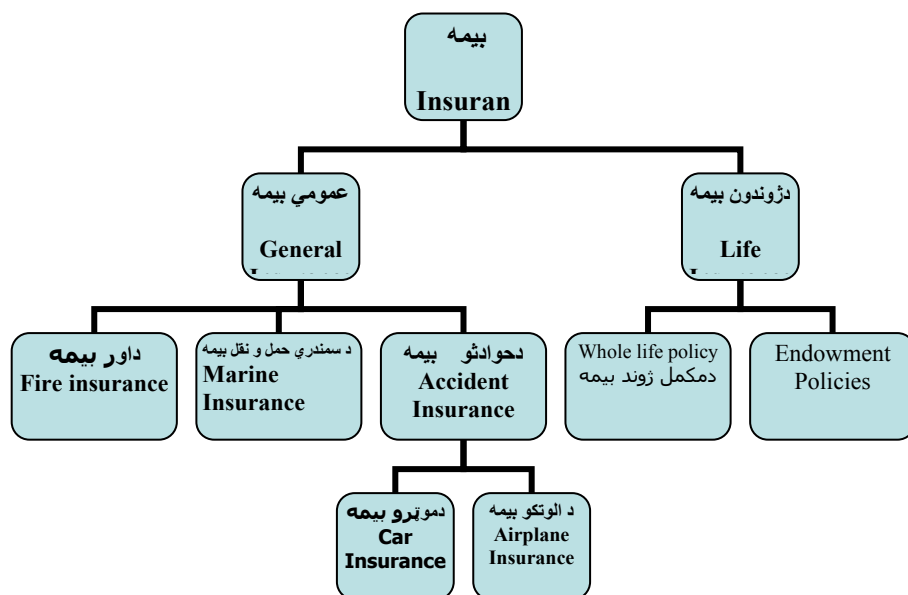 بیمه
Insuran
عمومي بیمه
General
دژوندون بیمه
Life
داور بیمه
Fire insurance
د سمندري حمل و نقل بیمه
Marine
Insurance
دحوادثو بیمه
Accident
Insurance
Whole life policy
دمکمل ژوند بیمه
Endowment
Policies
دموټرو بیمه
Car
Insurance
د الوتکو بیمه
Airplane
Insurance